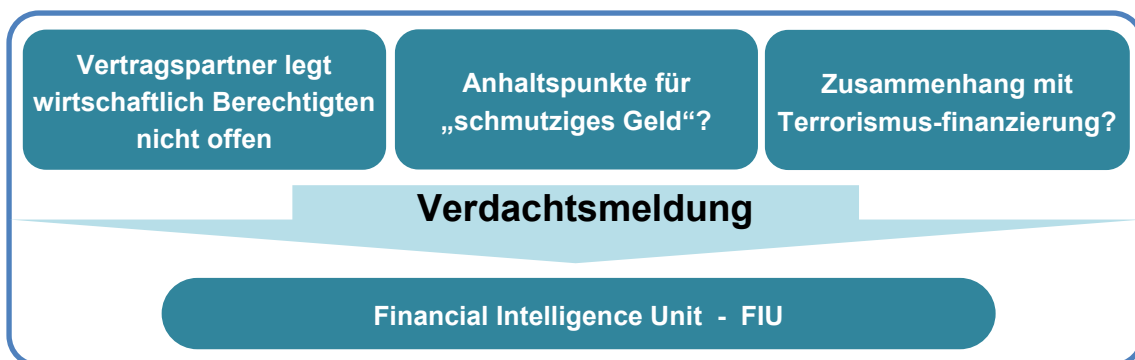 Vertragspartner legt
wirtschaftlich Berechtigten
nicht offen
Anhaltspunkte für
„schmutziges Geld“?
Zusammenhang mit
Terrorismus-finanzierung?
Verdachtsmeldung
Financial Intelligence Unit - FIU